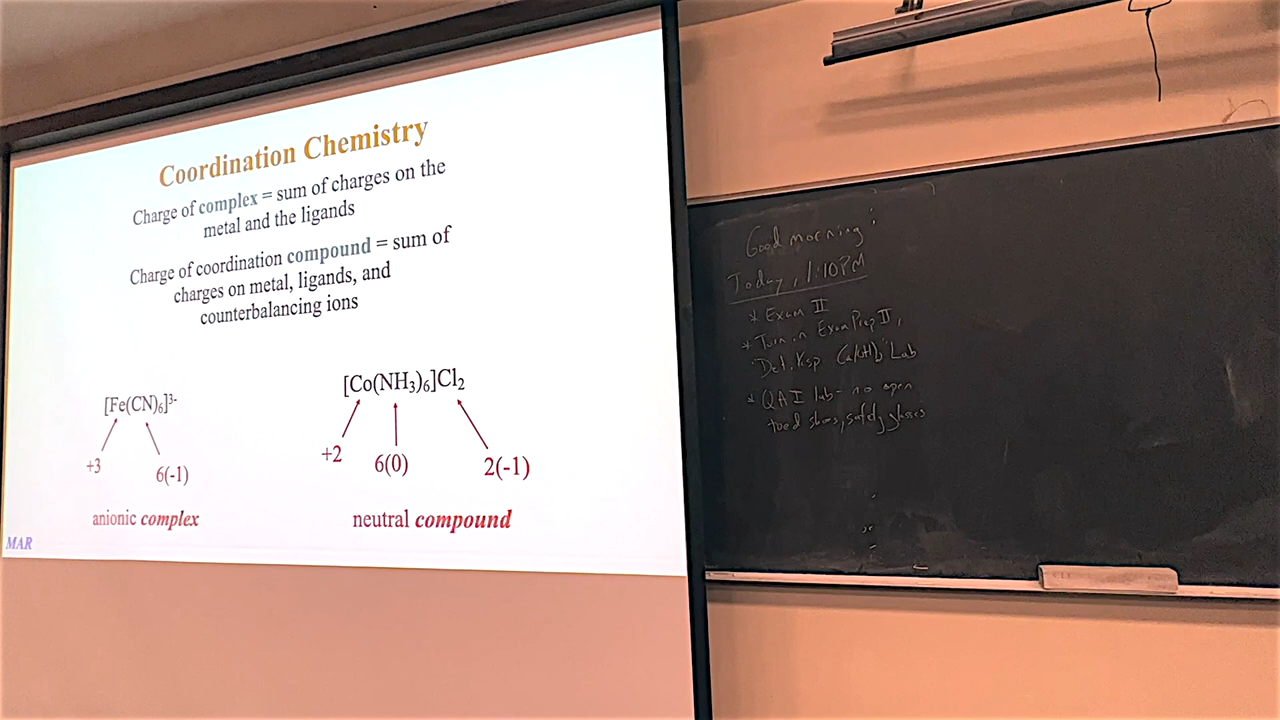 Coordination Chemistry
Charge of complex = sum of charges on the
metal and the ligands
Charge of coordination compound = sum of
charges on metal, ligands, and
counterbalancing ions
[Fe(CN)₆]³⁻
+3
6(-1)
anionic complex
[Co(NH₃)₆]Cl₂
+2
6(0)
2(-1)
neutral compound
MAR
Good morning!
Today, 1:10PM
* Exam II
* Turn in Exam Prep II,
"Det. Ksp Ca(OH)₂" Lab
* QAI lab - no open
toed shoes, safety glasses